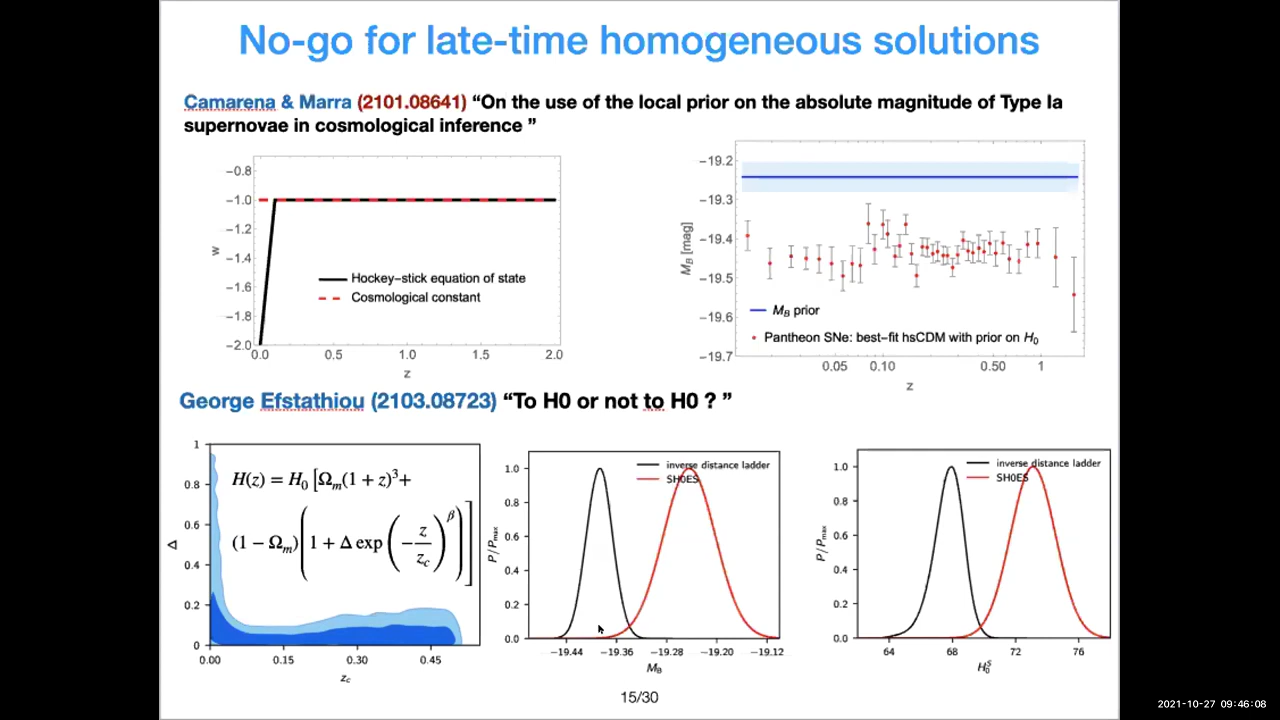 No-go for late-time homogeneous solutions
Camarena & Marra (2101.08641) “On the use of the local prior on the absolute magnitude of Type Ia
supernovae in cosmological inference ”
−0.8
−1.0
−1.2
−1.4
−1.6
−1.8
−2.0
w
Hockey−stick equation of state
Cosmological constant
0.0 0.5 1.0 1.5 2.0
z
−19.2
−19.3
−19.4
−19.5
−19.6
−19.7
M_B [mag]
M_B prior
Pantheon SNe: best−fit hsCDM with prior on H_0
0.05 0.10 0.50 1
z
George Efstathiou (2103.08723) “To H0 or not to H0 ? ”
1
0.8
0.6
0.4
0.2
0
Δ
H(z) = H_0 [Ω_m(1 + z)^3+
(1 − Ω_m)(1 + Δ exp(−z/z_c)^β)]
0.00 0.15 0.30 0.45
z_c
1.0
0.8
0.6
0.4
0.2
0.0
P/P_max
inverse distance ladder
SH0ES
−19.44 −19.36 −19.28 −19.20 −19.12
M_B
1.0
0.8
0.6
0.4
0.2
0.0
P/P_max
inverse distance ladder
SH0ES
64 68 72 76
H_0^S
15/30
2021-10-27 09:46:08